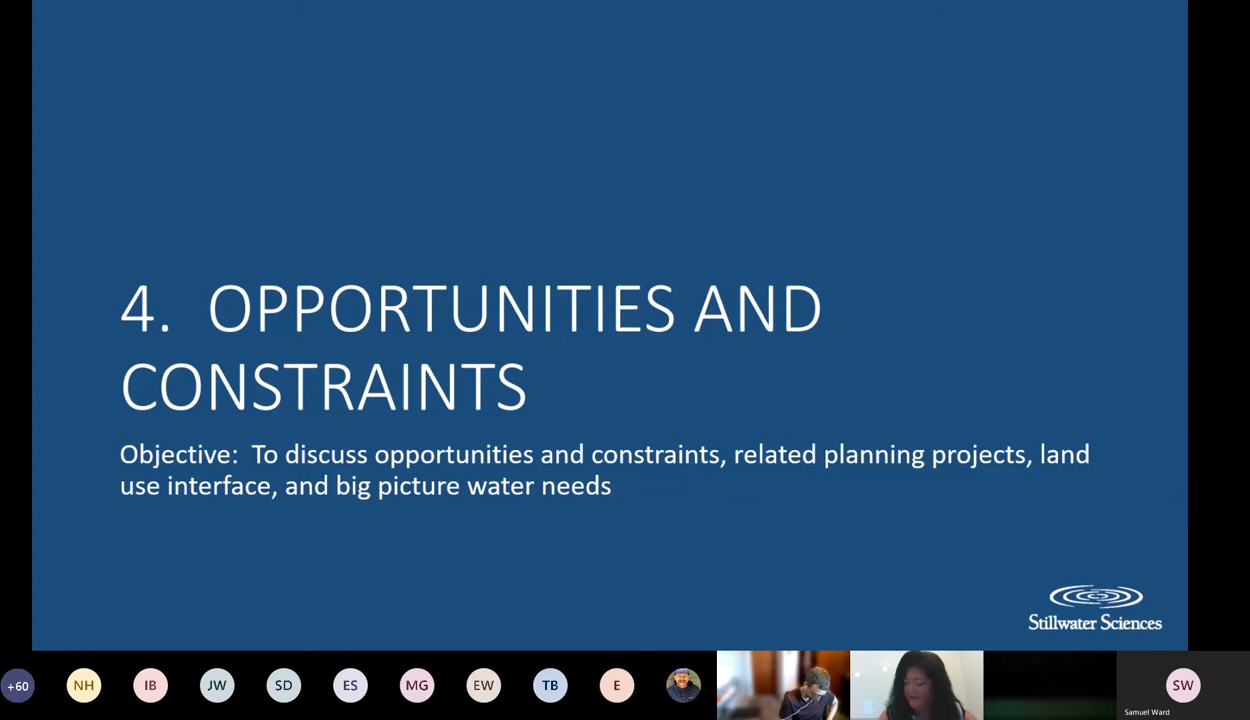 4. OPPORTUNITIES AND
CONSTRAINTS
Objective: To discuss opportunities and constraints, related planning projects, land
use interface, and big picture water needs
Stillwater Sciences
+60
NH
IB
JW
SD
ES
MG
EW
TB
E
SW
Samuel Ward